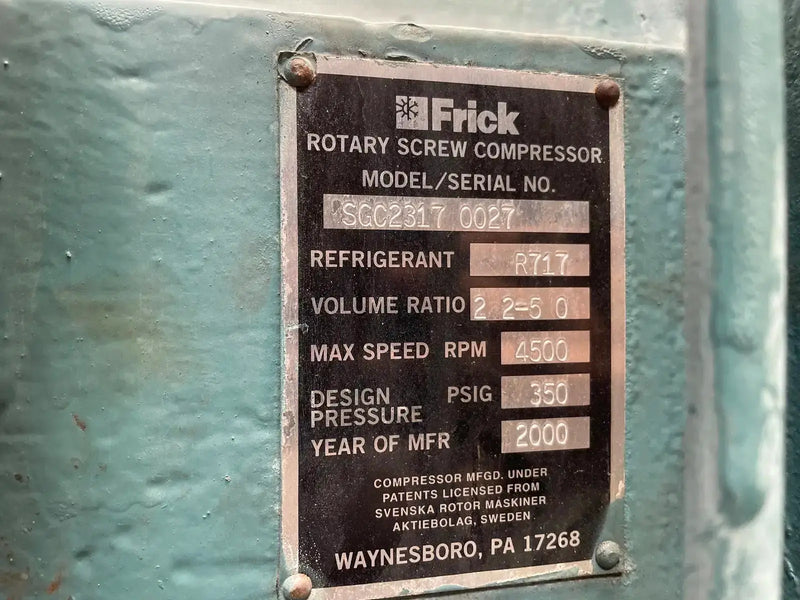 Frick
ROTARY SCREW COMPRESSOR
MODEL/SERIAL NO.
SGC2317 0027
REFRIGERANT R717
VOLUME RATIO 2 2=5 0
MAX SPEED RPM 4500
DESIGN PRESSURE PSIG 350
YEAR OF MFR 2000
COMPRESSOR MFGD. UNDER
PATENTS LICENSED FROM
SVENSKA ROTOR MASKINER
AKTIEBOLAG, SWEDEN
WAYNESBORO, PA 17268